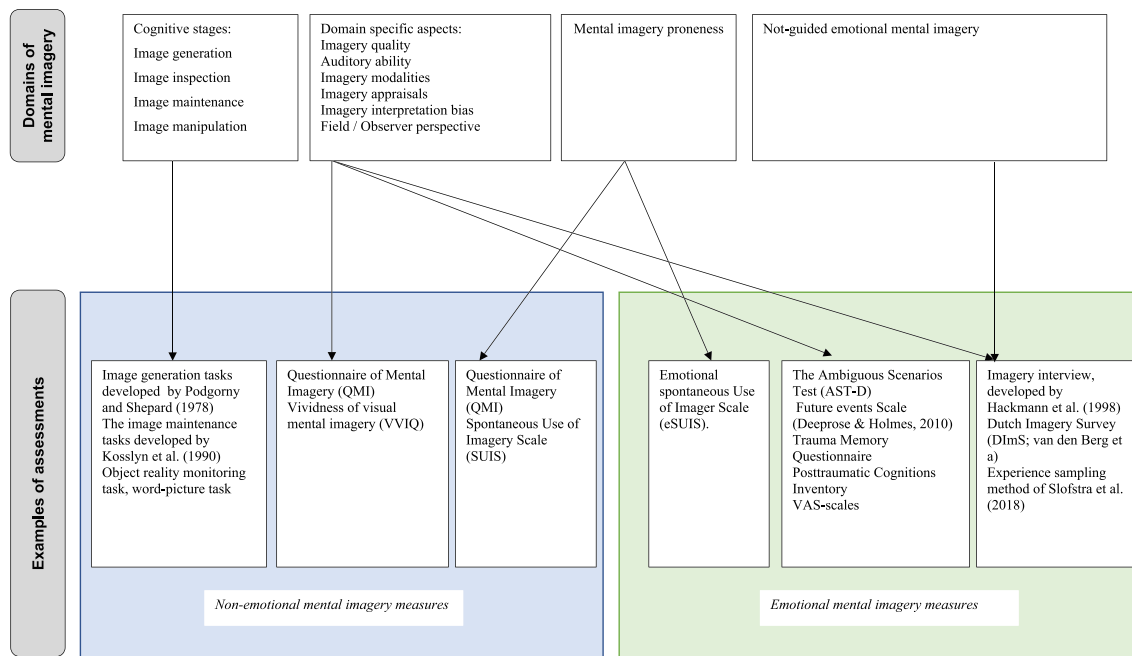 Domains of
mental imagery
Cognitive stages:
Image generation
Image inspection
Image maintenance
Image manipulation
Domain specific aspects:
Imagery quality
Auditory ability
Imagery modalities
Imagery appraisals
Imagery interpretation bias
Field / Observer perspective
Mental imagery proneness
Not-guided emotional mental imagery
Examples of assessments
Image generation tasks
developed by Podgorny
and Shepard (1978)
The image maintenance
tasks developed by
Kosslyn et al. (1990)
Object reality monitoring
task, word-picture task
Questionnaire of Mental
Imagery (QMI)
Vividness of visual
mental imagery (VVIQ)
Questionnaire of
Mental Imagery
(QMI)
Spontaneous Use of
Imagery Scale
(SUIS)
Emotional
spontaneous Use of
Imager Scale
(eSUIS).
The Ambiguous Scenarios
Test (AST-D)
Future events Scale
(Deeprose & Holmes, 2010)
Trauma Memory
Questionnaire
Posttraumatic Cognitions
Inventory
VAS-scales
Imagery interview,
developed by
Hackmann et al. (1998)
Dutch Imagery Survey
(DImS; van den Berg et
a)
Experience sampling
method of Slofstra et al.
(2018)
Non-emotional mental imagery measures
Emotional mental imagery measures